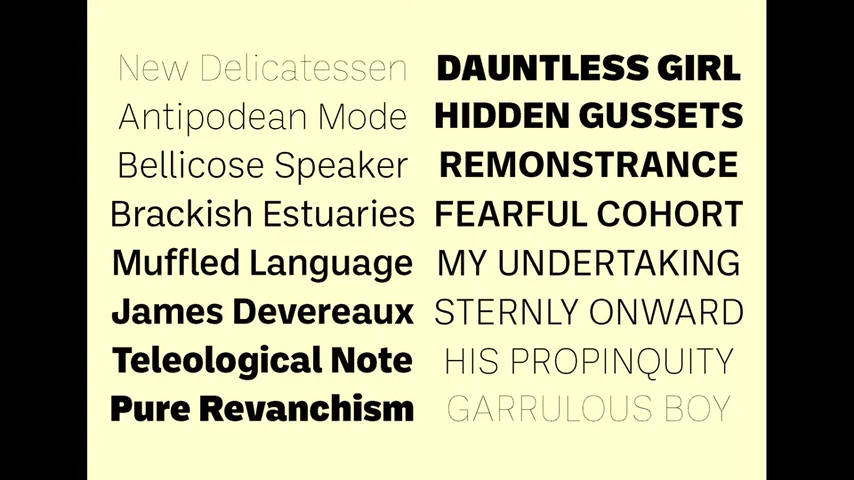 New Delicatessen
Antipodean Mode
Bellicose Speaker
Brackish Estuaries
Muffled Language
James Devereaux
Teleological Note
Pure Revanchism
DAUNTLESS GIRL
HIDDEN GUSSETS
REMONSTRANCE
FEARFUL COHORT
MY UNDERTAKING
STERNLY ONWARD
HIS PROPINQUITY
GARRULOUS BOY